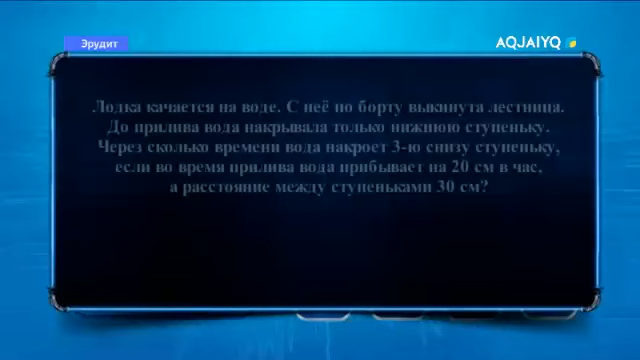 Эрудит
AQJAIYQ
Лодка качается на воде. С неё по борту выкинута лестница.
До прилива вода накрывала только нижнюю ступеньку.
Через сколько времени вода накроет 3-ю снизу ступеньку,
если во время прилива вода прибывает на 20 см в час,
а расстояние между ступеньками 30 см?